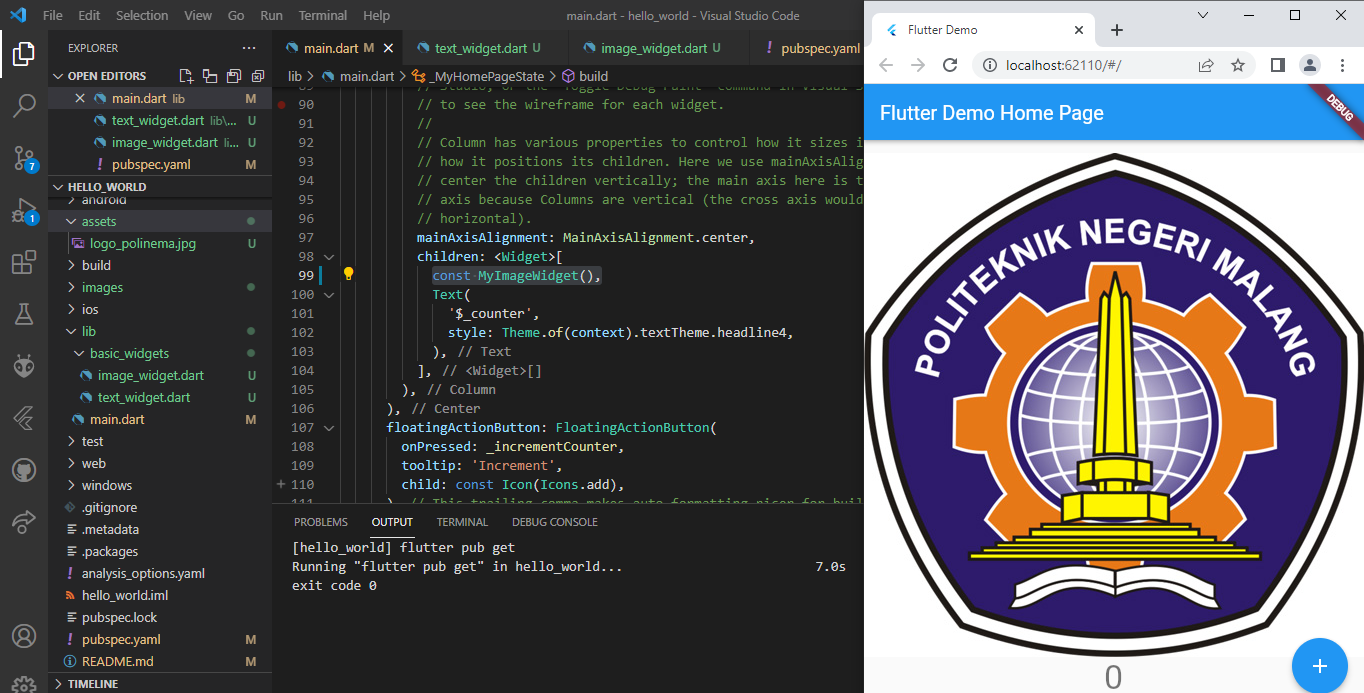 File Edit Selection View Go Run Terminal Help
main.dart - hello_world - Visual Studio Code
EXPLORER
OPEN EDITORS
main.dart lib M
text_widget.dart lib\... U
image_widget.dart li... U
! pubspec.yaml M
HELLO_WORLD
android
assets
logo_polinema.jpg U
build
images
ios
lib
basic_widgets
image_widget.dart U
text_widget.dart U
main.dart M
test
web
windows
.gitignore
.metadata
.packages
! analysis_options.yaml
hello_world.iml
pubspec.lock
! pubspec.yaml M
README.md M
TIMELINE
7
1
main.dart M
text_widget.dart U
image_widget.dart U
! pubspec.yaml
lib > main.dart > _MyHomePageState > build
90 // to see the wireframe for each widget.
91 //
92 // Column has various properties to control how it sizes i
93 // how it positions its children. Here we use mainAxisAlig
94 // center the children vertically; the main axis here is t
95 // axis because Columns are vertical (the cross axis would
96 // horizontal).
97 mainAxisAlignment: MainAxisAlignment.center,
98 children: <Widget>[
99 const MyImageWidget(),
100 Text(
101 '$_counter',
102 style: Theme.of(context).textTheme.headline4,
103 ), // Text
104 ], // <Widget>[]
105 ), // Column
106 ), // Center
107 floatingActionButton: FloatingActionButton(
108 onPressed: _incrementCounter,
109 tooltip: 'Increment',
110 child: const Icon(Icons.add),
PROBLEMS OUTPUT TERMINAL DEBUG CONSOLE
[hello_world] flutter pub get
Running "flutter pub get" in hello_world... 7.0s
exit code 0
Flutter Demo
localhost:62110/#/
Flutter Demo Home Page
DEBUG
POLITEKNIK NEGERI MALANG
0